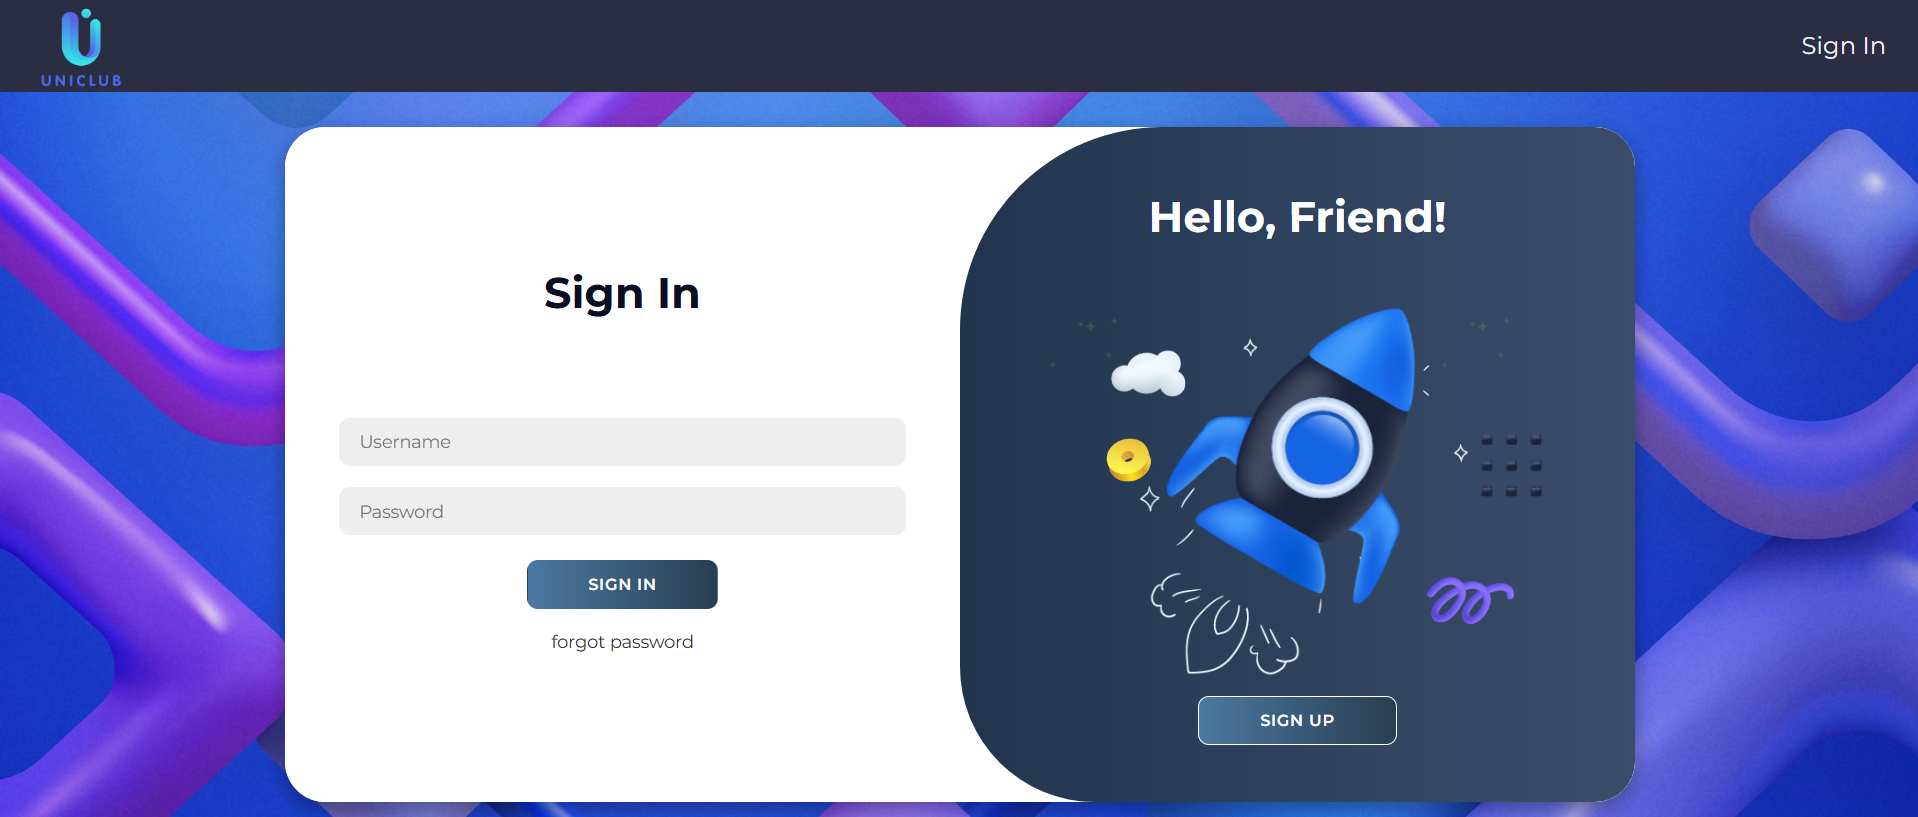 UNICLUB
Sign In
Sign In
Username
Password
SIGN IN
forgot password
Hello, Friend!
SIGN UP